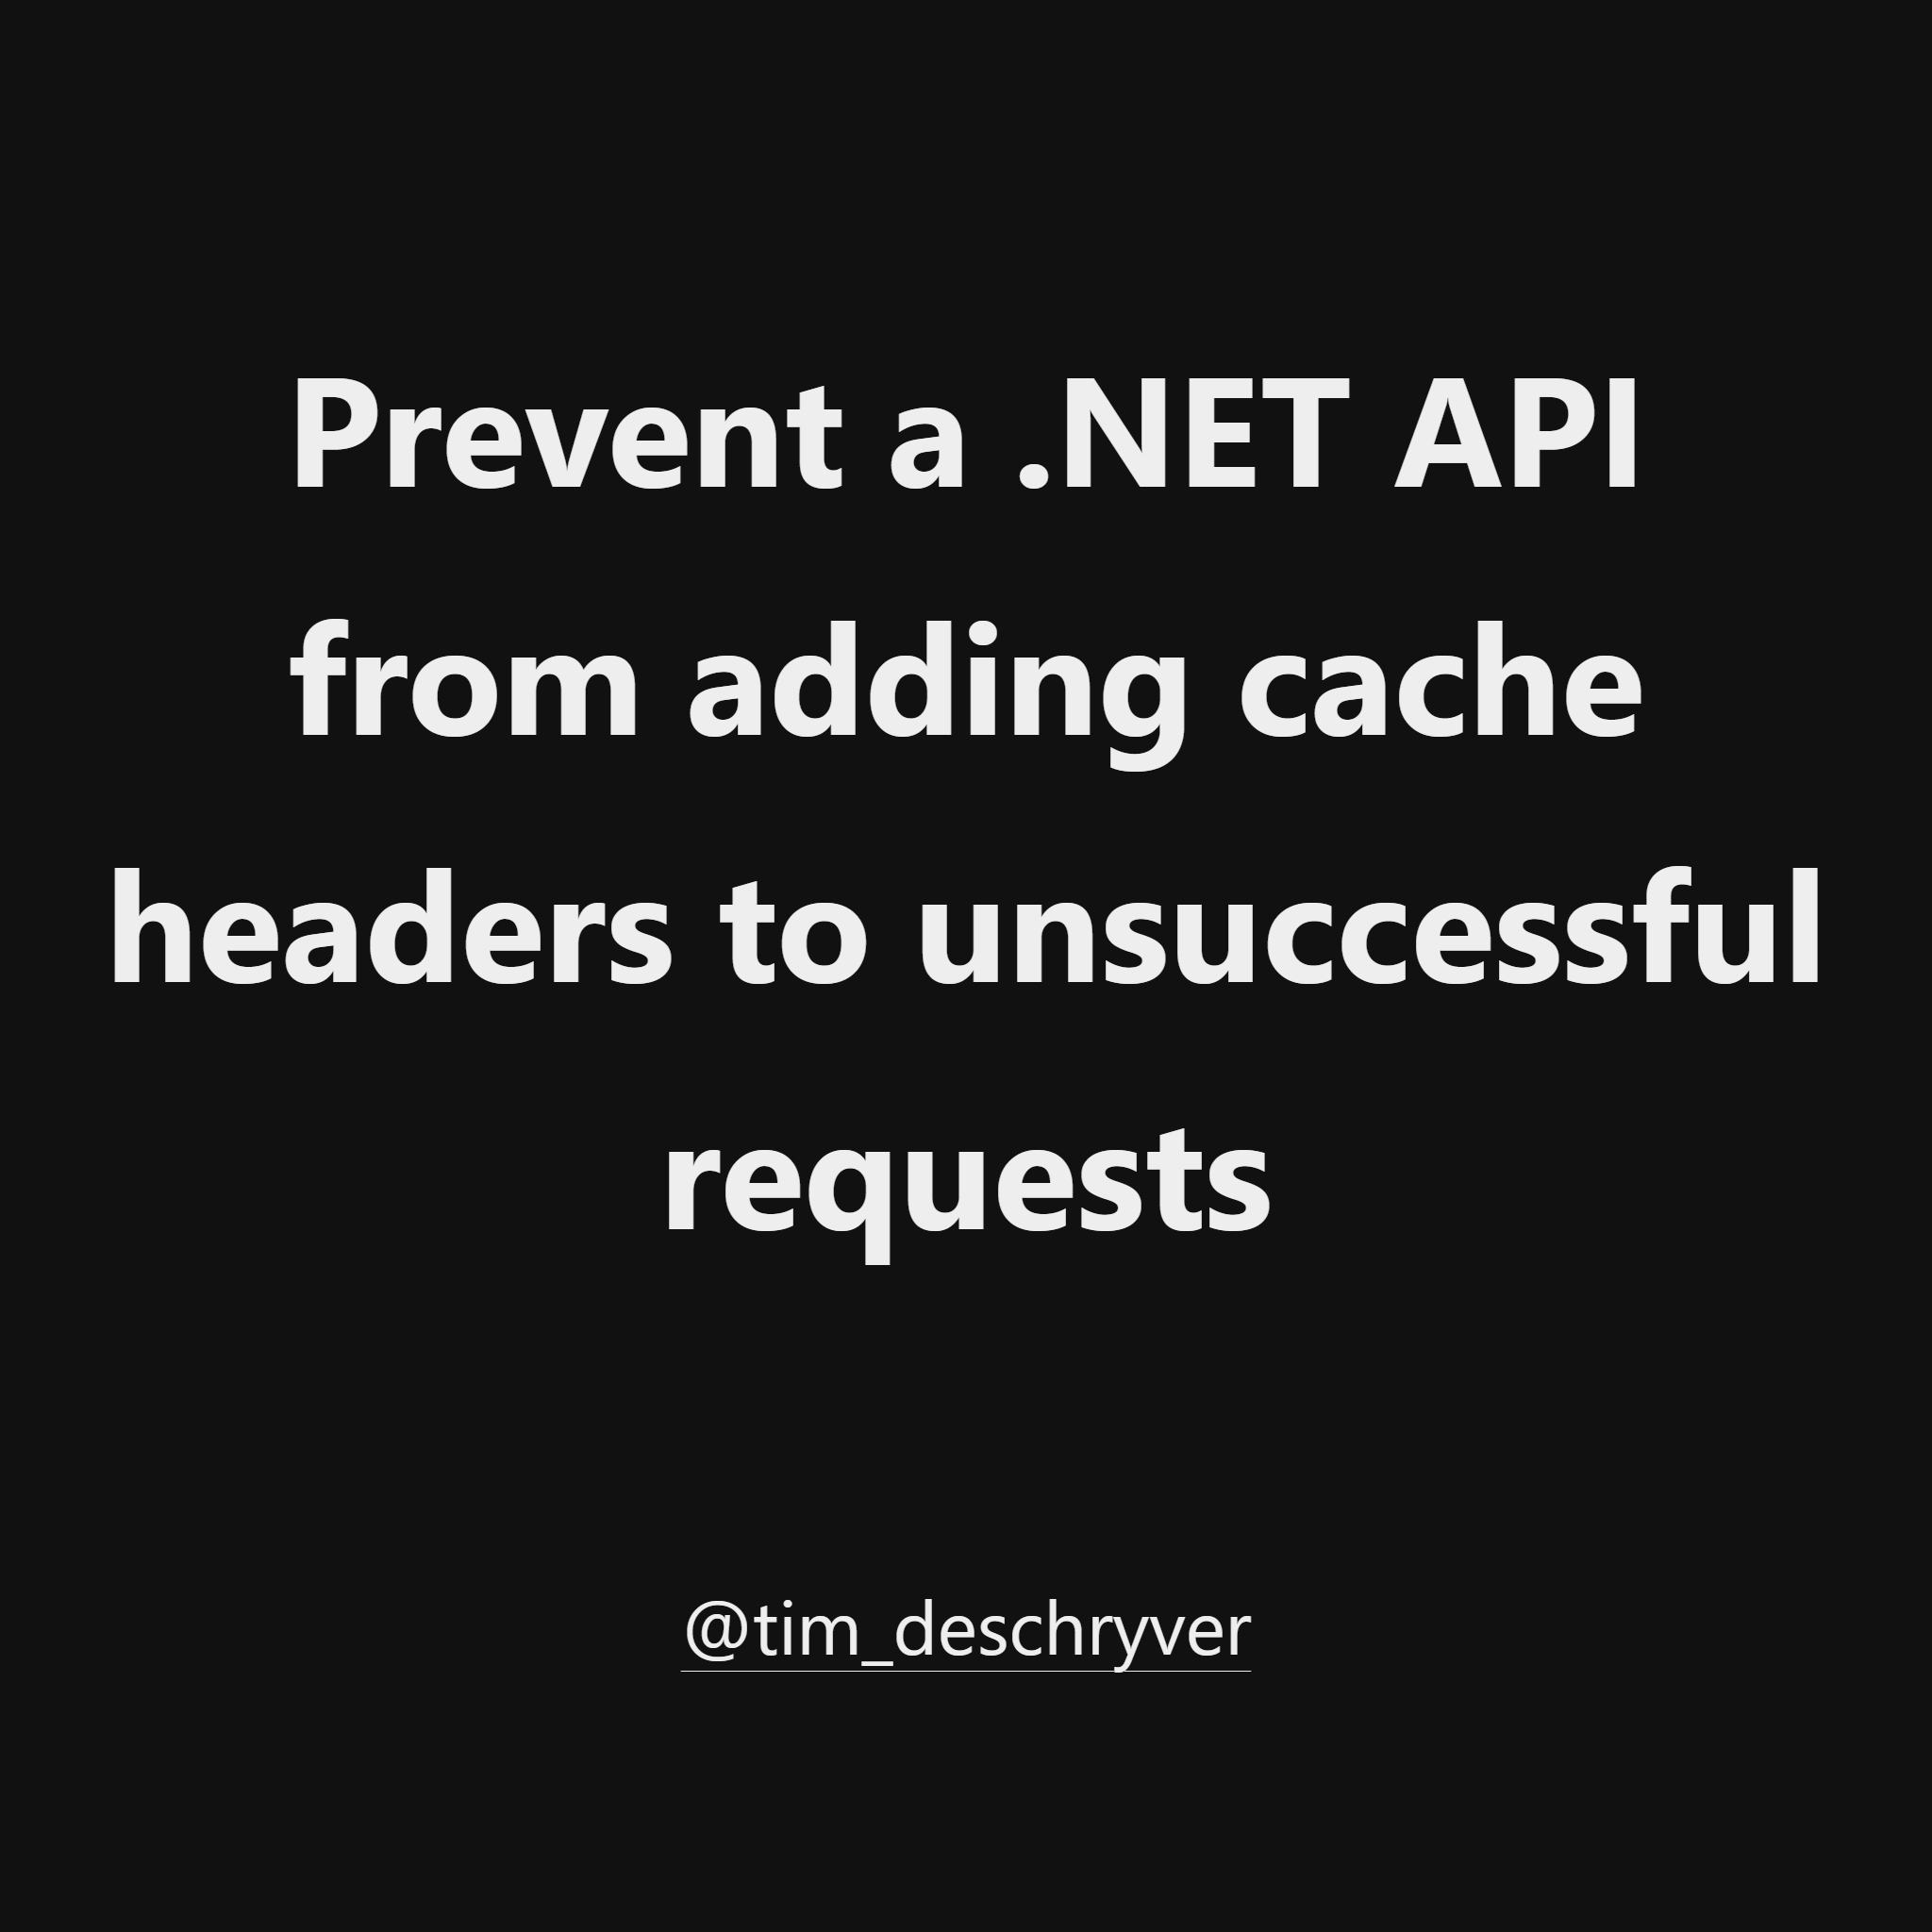 Prevent a .NET API
from adding cache
headers to unsuccessful
requests
@tim_deschryver